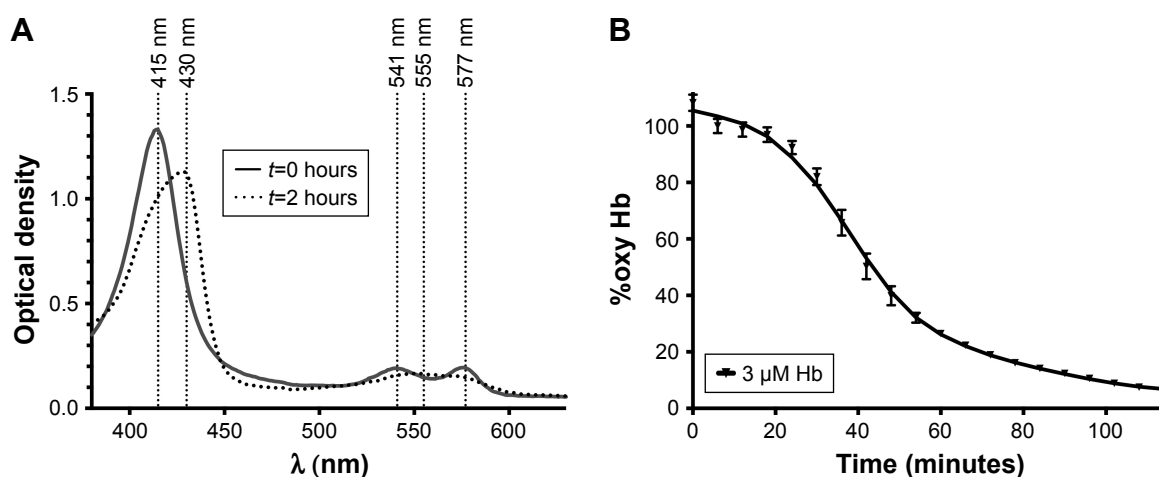 A
415 nm
430 nm
541 nm
555 nm
577 nm
1.5
1.0
0.5
0.0
Optical density
t=0 hours
t=2 hours
400
450
500
550
600
λ (nm)
B
100
80
60
40
20
0
%oxy Hb
3 µM Hb
0
20
40
60
80
100
Time (minutes)